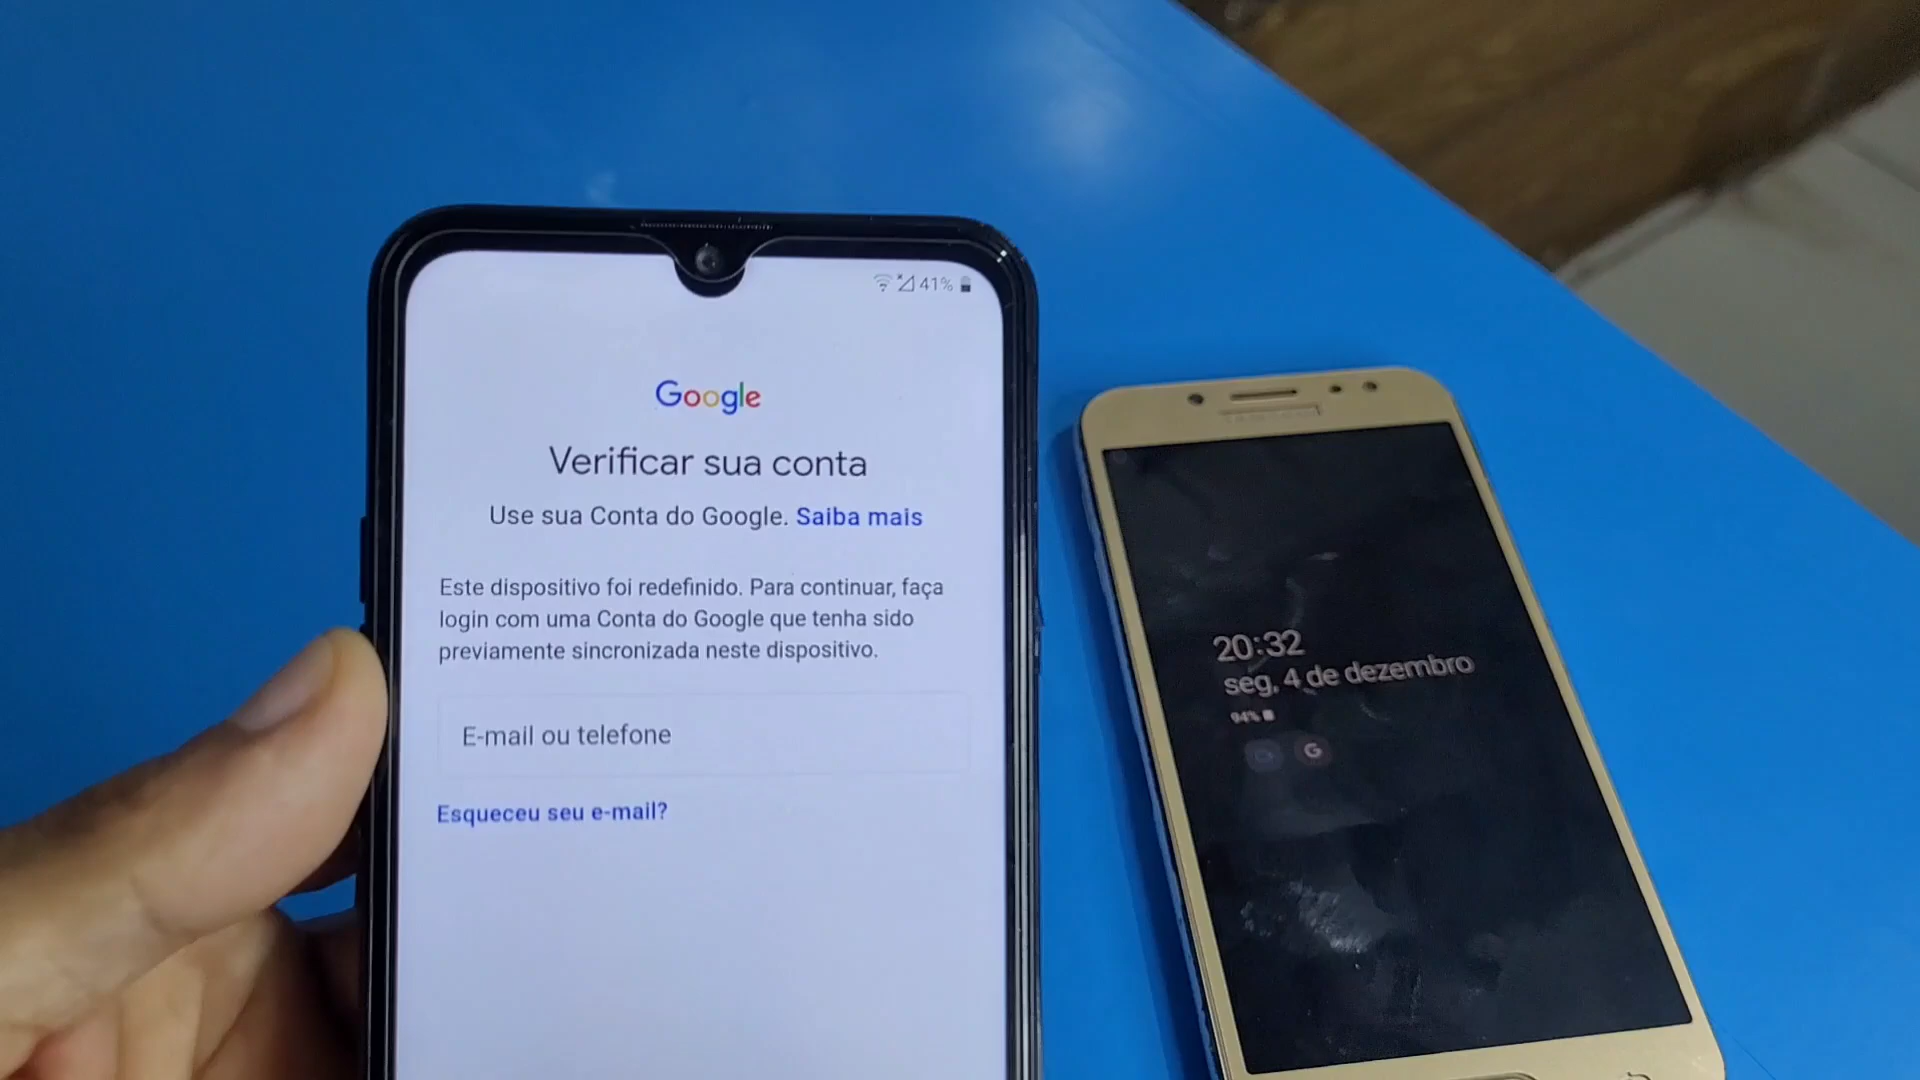 41%
Google
Verificar sua conta
Use sua Conta do Google. Saiba mais
Este dispositivo foi redefinido. Para continuar, faça
login com uma Conta do Google que tenha sido
previamente sincronizada neste dispositivo.
E-mail ou telefone
Esqueceu seu e-mail?
SAMSUNG
20:32
seg, 4 de dezembro
94%
G